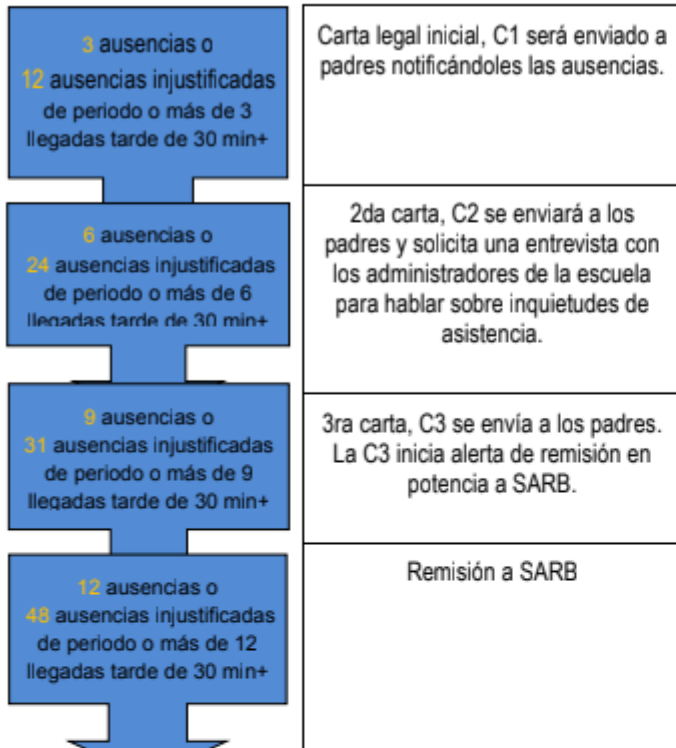 3 ausencias o
12 ausencias injustificadas
de periodo o más de 3
llegadas tarde de 30 min+
Carta legal inicial, C1 será enviado a
padres notificándoles las ausencias.
6 ausencias o
24 ausencias injustificadas
de periodo o más de 6
llegadas tarde de 30 min+
2da carta, C2 se enviará a los
padres y solicita una entrevista con
los administradores de la escuela
para hablar sobre inquietudes de
asistencia.
9 ausencias o
31 ausencias injustificadas
de periodo o más de 9
llegadas tarde de 30 min+
3ra carta, C3 se envía a los padres.
La C3 inicia alerta de remisión en
potencia a SARB.
12 ausencias o
48 ausencias injustificadas
de periodo o más de 12
llegadas tarde de 30 min+
Remisión a SARB